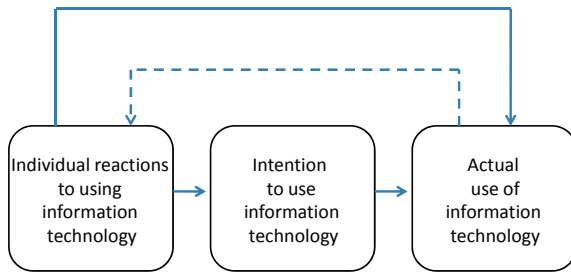 Individual reactions
to using
information
technology
Intention
to use
information
technology
Actual
use of
information
technology